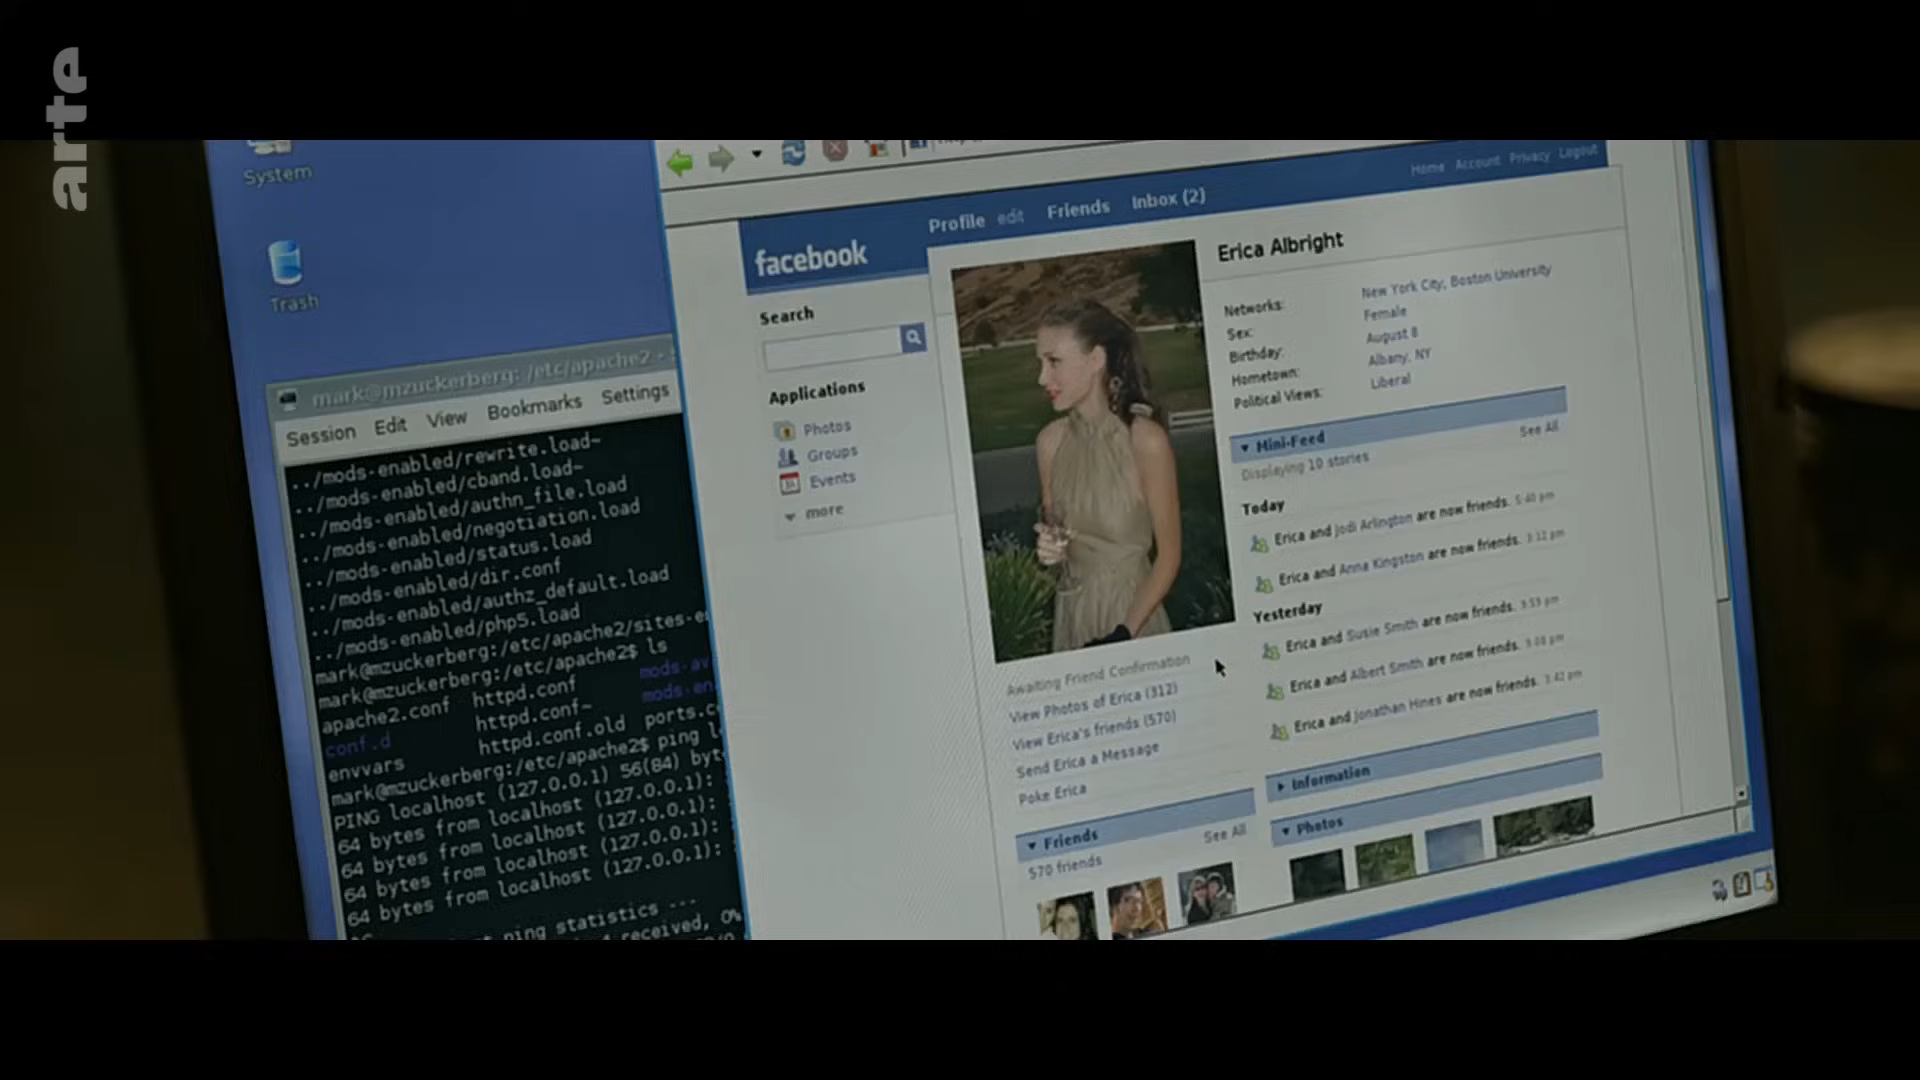 arte
System
Trash
mark@mzuckerberg: /etc/apache2 -
Session Edit View Bookmarks Settings
../mods-enabled/rewrite.load~
../mods-enabled/cband.load~
../mods-enabled/authn_file.load
../mods-enabled/negotiation.load
../mods-enabled/status.load
../mods-enabled/dir.conf
../mods-enabled/authz_default.load
../mods-enabled/php5.load
mark@mzuckerberg:/etc/apache2/sites-e
mark@mzuckerberg:/etc/apache2$ ls
apache2.conf httpd.conf mods-av
conf.d httpd.conf~ mods-en
envvars httpd.conf.old ports.c
mark@mzuckerberg:/etc/apache2$ ping l
PING localhost (127.0.0.1) 56(84) byt
64 bytes from localhost (127.0.0.1):
64 bytes from localhost (127.0.0.1):
64 bytes from localhost (127.0.0.1):
64 bytes from localhost (127.0.0.1):
ping statistics ---
received, 0%
Home Account Privacy Logout
facebook
Profile edit Friends Inbox (2)
Search
Applications
Photos
Groups
Events
more
Erica Albright
Networks: New York City, Boston University
Sex: Female
Birthday: August 8
Hometown: Albany, NY
Political Views: Liberal
Mini-Feed
Displaying 10 stories See All
Today
Erica and Jodi Arlington are now friends. 5:40 pm
Erica and Anna Kingston are now friends. 3:12 pm
Yesterday
Erica and Susie Smith are now friends.
Erica and Albert Smith are now friends.
Erica and Jonathan Hines are now friends. 3:42 pm
Information
Photos
Awaiting Friend Confirmation
View Photos of Erica (312)
View Erica's friends (570)
Send Erica a Message
Poke Erica
Friends
570 friends See All